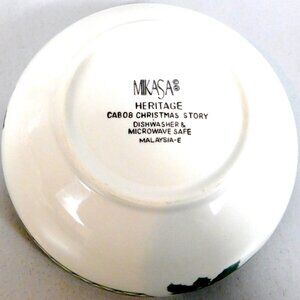 MIKASA
HERITAGE
CAB08 CHRISTMAS STORY
DISHWASHER &
MICROWAVE SAFE
MALAYSIA-E